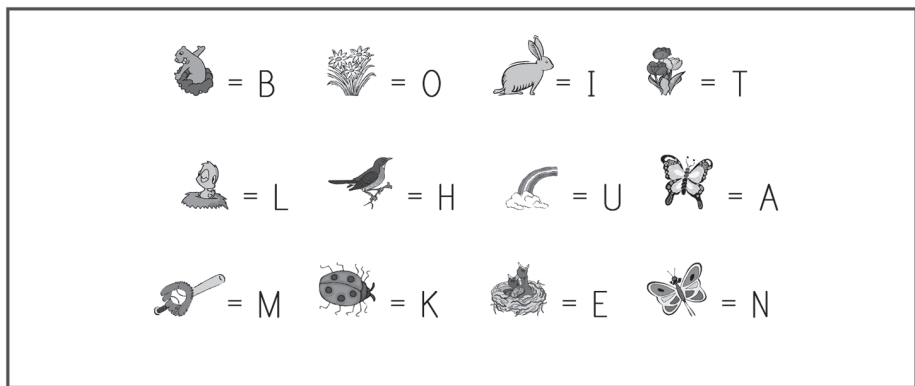 = B = O = I = T
= L = H = U = A
= M = K = E = N